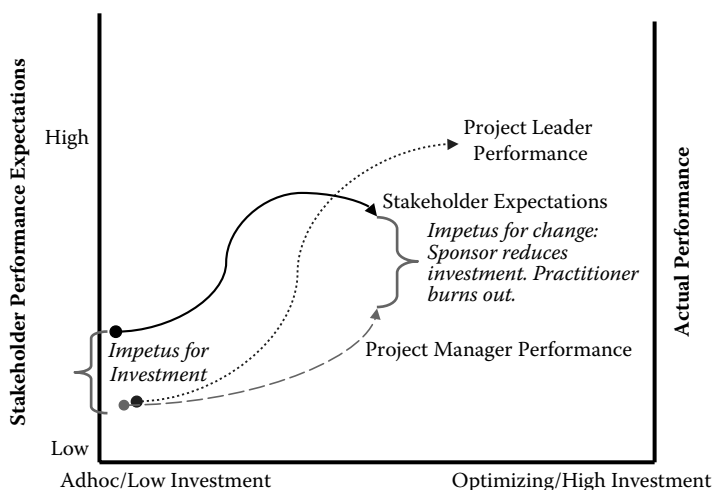 Stakeholder Performance Expectations
High
Low
Project Leader
Performance
Stakeholder Expectations
Impetus for change:
Sponsor reduces
investment. Practitioner
burns out.
Impetus for
Investment
Project Manager Performance
Actual Performance
Adhoc/Low Investment
Optimizing/High Investment